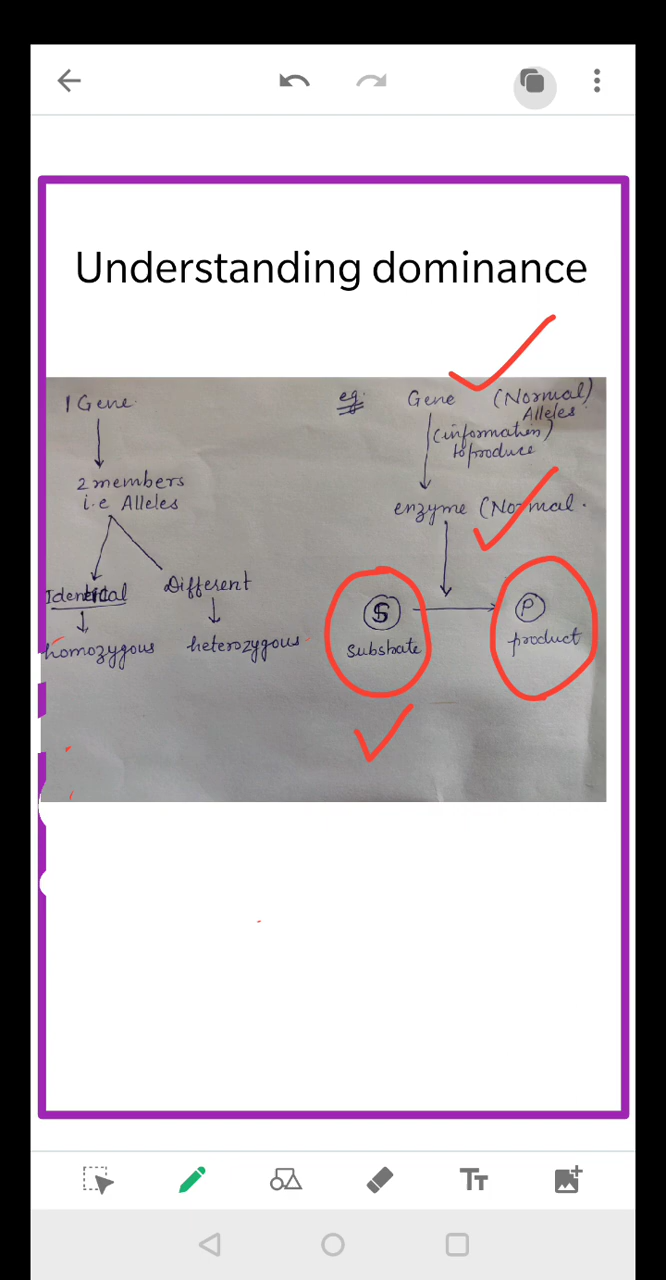 Understanding dominance
1 Gene
2 members
i.e Alleles
Identical
Different
homozygous
heterozygous
eg.
Gene (Normal)
Alleles
(information)
to produce
enzyme (Normal.
S
substrate
P
product
TT